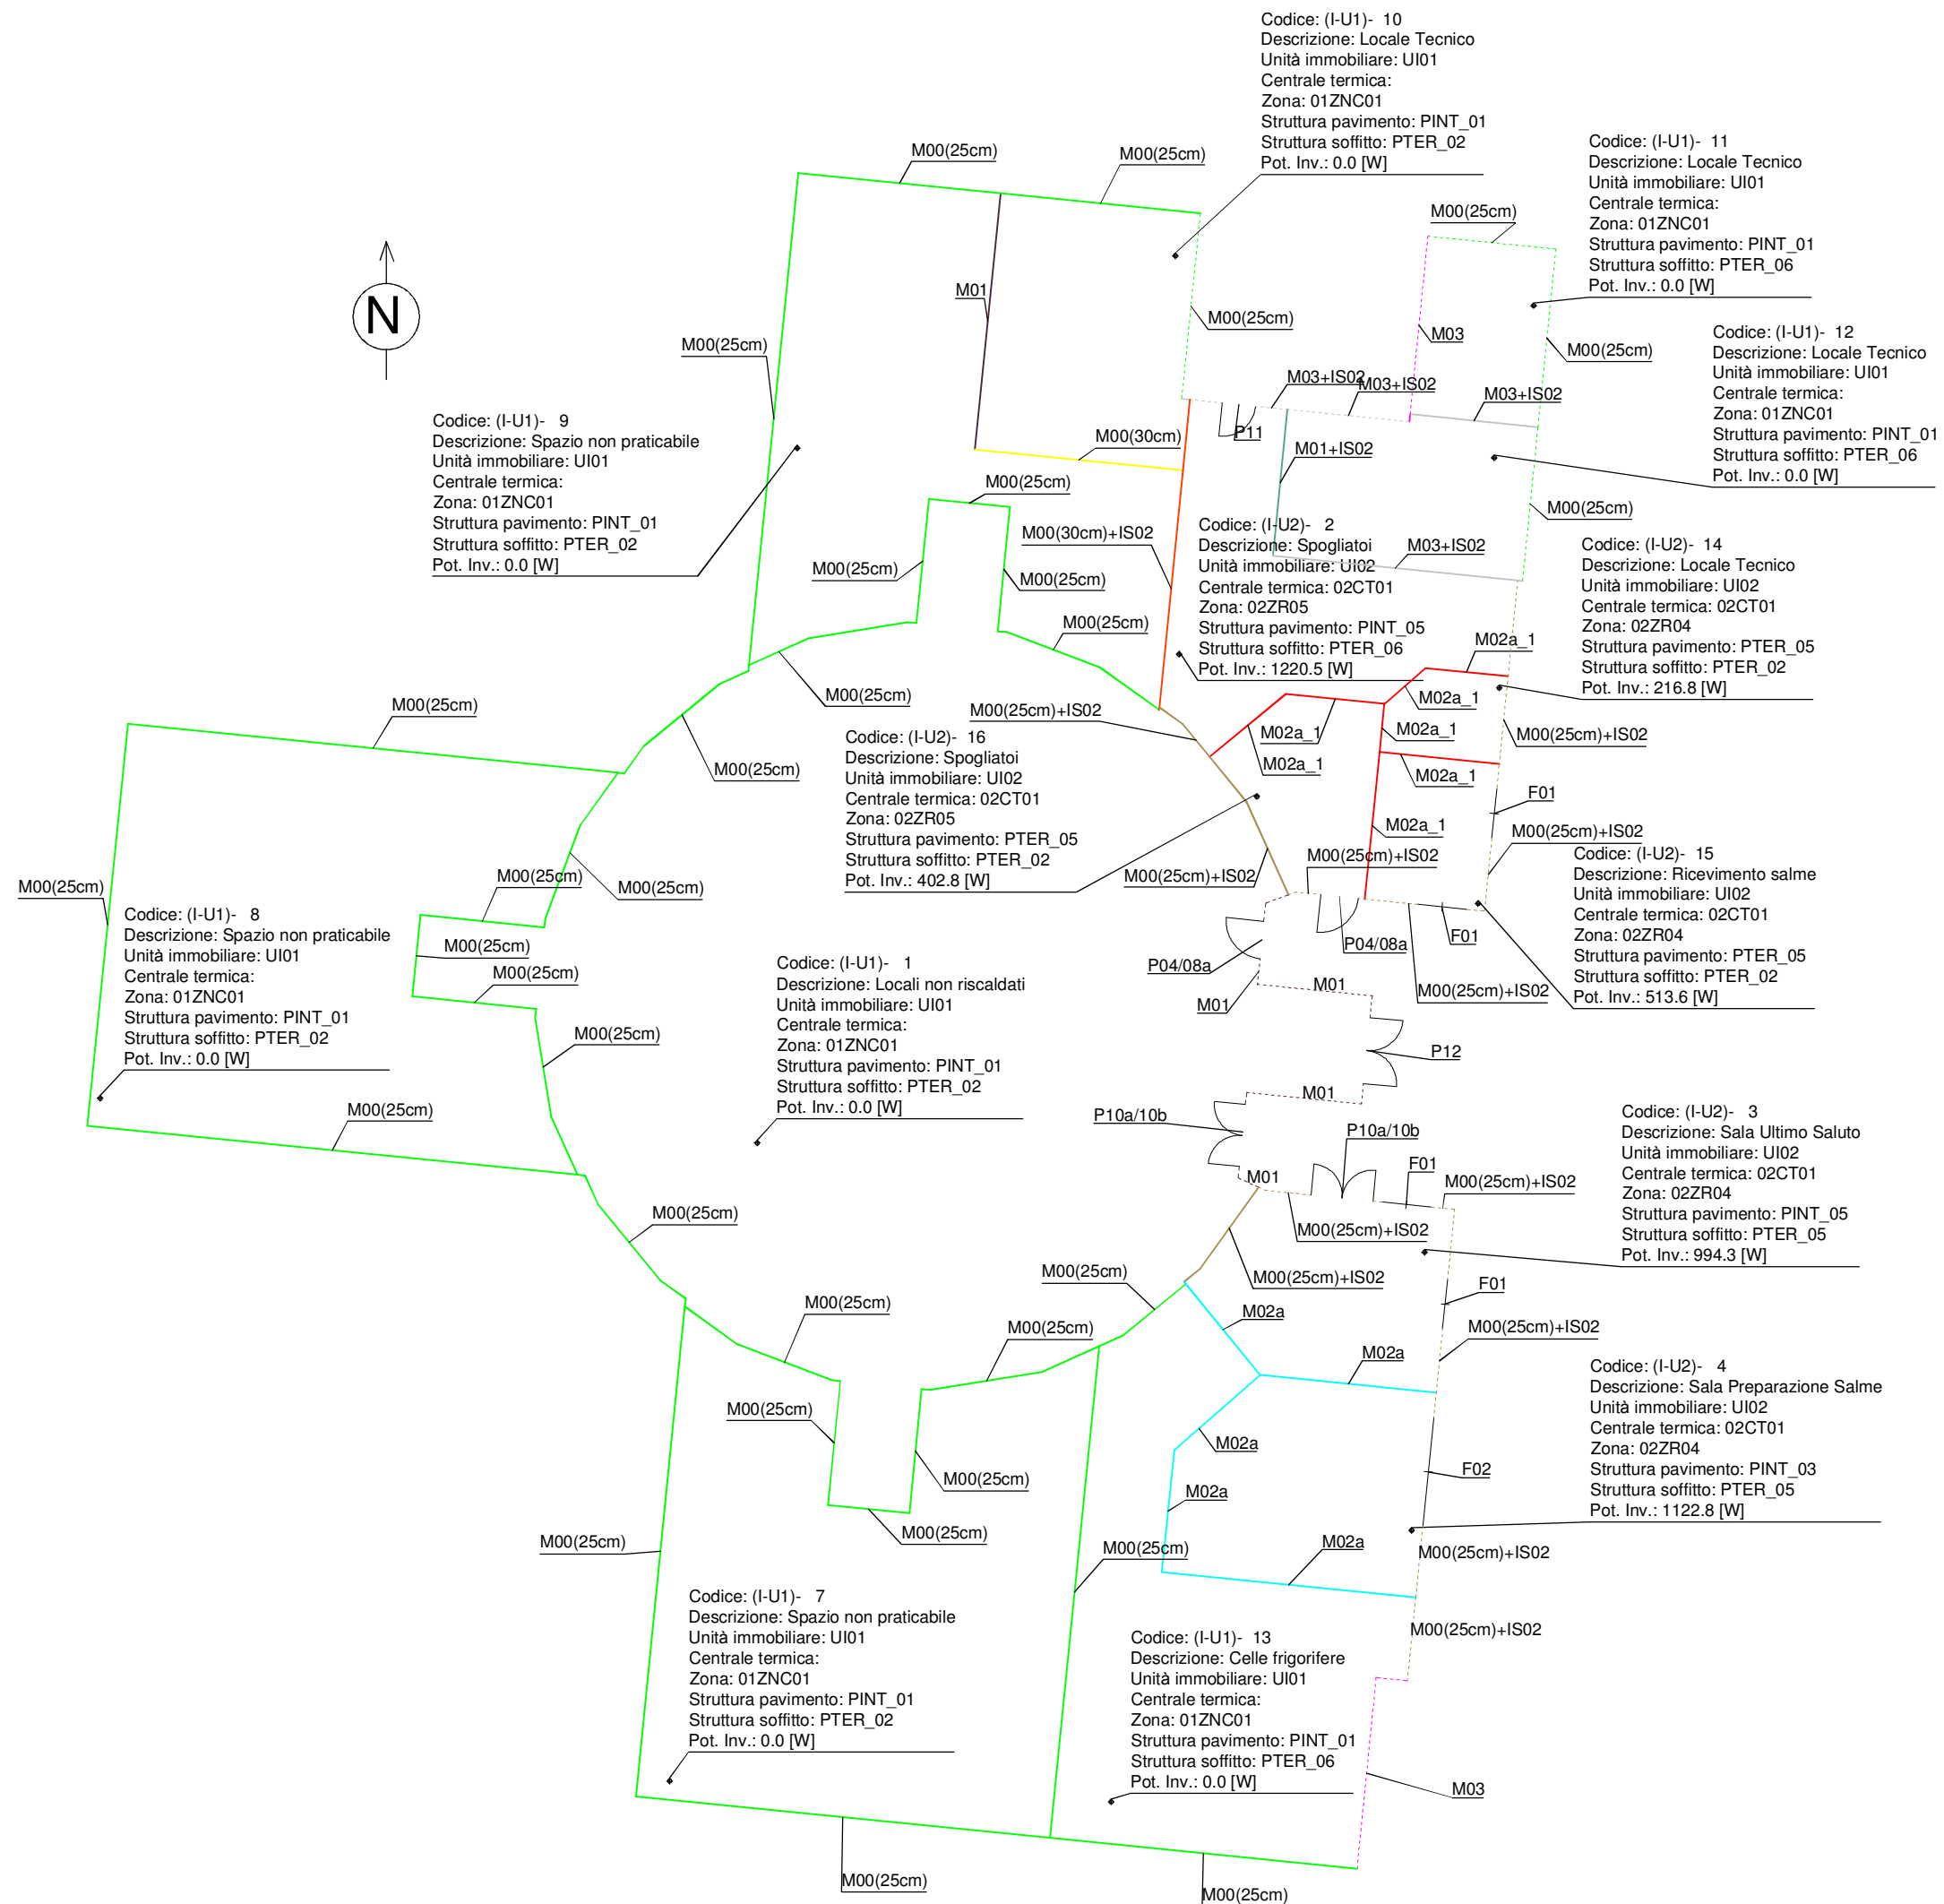 Codice: (I-U1)-  10
Descrizione: Locale Tecnico
Unità immobiliare: UI01
Centrale termica:
Zona: 01ZNC01
Struttura pavimento: PINT_01
Struttura soffitto: PTER_02
Pot. Inv.: 0.0 [W]
Codice: (I-U1)-  11
Descrizione: Locale Tecnico
Unità immobiliare: UI01
Centrale termica:
Zona: 01ZNC01
Struttura pavimento: PINT_01
Struttura soffitto: PTER_06
Pot. Inv.: 0.0 [W]
Codice: (I-U1)-  12
Descrizione: Locale Tecnico
Unità immobiliare: UI01
Centrale termica:
Zona: 01ZNC01
Struttura pavimento: PINT_01
Struttura soffitto: PTER_06
Pot. Inv.: 0.0 [W]
M00(25cm)
M00(25cm)
M00(25cm)
N
M01
M00(25cm)
M03
M00(25cm)
M00(25cm)
M03+IS02
M03+IS02
M03+IS02
P11
M01+IS02
M00(30cm)
M00(25cm)
M00(25cm)
M00(30cm)+IS02
M00(25cm)
M00(25cm)
M03+IS02
M00(25cm)
Codice: (I-U1)-  9
Descrizione: Spazio non praticabile
Unità immobiliare: UI01
Centrale termica:
Zona: 01ZNC01
Struttura pavimento: PINT_01
Struttura soffitto: PTER_02
Pot. Inv.: 0.0 [W]
Codice: (I-U2)-  2
Descrizione: Spogliatoi
Unità immobiliare: UI02
Centrale termica: 02CT01
Zona: 02ZR05
Struttura pavimento: PINT_05
Struttura soffitto: PTER_06
Pot. Inv.: 1220.5 [W]
Codice: (I-U2)-  14
Descrizione: Locale Tecnico
Unità immobiliare: UI02
Centrale termica: 02CT01
Zona: 02ZR04
Struttura pavimento: PTER_05
Struttura soffitto: PTER_02
Pot. Inv.: 216.8 [W]
M00(25cm)
M00(25cm)
M02a_1
M02a_1
M00(25cm)
M00(25cm)+IS02
M02a_1
M02a_1
M02a_1
M02a_1
M00(25cm)+IS02
M00(25cm)
Codice: (I-U2)-  16
Descrizione: Spogliatoi
Unità immobiliare: UI02
Centrale termica: 02CT01
Zona: 02ZR05
Struttura pavimento: PTER_05
Struttura soffitto: PTER_02
Pot. Inv.: 402.8 [W]
F01
M02a_1
M00(25cm)+IS02
M00(25cm)+IS02
M00(25cm)+IS02
Codice: (I-U2)-  15
Descrizione: Ricevimento salme
Unità immobiliare: UI02
Centrale termica: 02CT01
Zona: 02ZR04
Struttura pavimento: PTER_05
Struttura soffitto: PTER_02
Pot. Inv.: 513.6 [W]
M00(25cm)
M00(25cm)
M00(25cm)
Codice: (I-U1)-  8
Descrizione: Spazio non praticabile
Unità immobiliare: UI01
Centrale termica:
Zona: 01ZNC01
Struttura pavimento: PINT_01
Struttura soffitto: PTER_02
Pot. Inv.: 0.0 [W]
M00(25cm)
M00(25cm)
M00(25cm)
M00(25cm)
Codice: (I-U1)-  1
Descrizione: Locali non riscaldati
Unità immobiliare: UI01
Centrale termica:
Zona: 01ZNC01
Struttura pavimento: PINT_01
Struttura soffitto: PTER_02
Pot. Inv.: 0.0 [W]
P04/08a
F01
P04/08a
M01
M01
M00(25cm)+IS02
P12
M01
P10a/10b
P10a/10b
F01
M01
M00(25cm)+IS02
M00(25cm)+IS02
Codice: (I-U2)-  3
Descrizione: Sala Ultimo Saluto
Unità immobiliare: UI02
Centrale termica: 02CT01
Zona: 02ZR04
Struttura pavimento: PINT_05
Struttura soffitto: PTER_05
Pot. Inv.: 994.3 [W]
M00(25cm)
M00(25cm)
M00(25cm)+IS02
F01
M00(25cm)
M02a
M00(25cm)
M00(25cm)+IS02
M02a
Codice: (I-U2)-  4
Descrizione: Sala Preparazione Salme
Unità immobiliare: UI02
Centrale termica: 02CT01
Zona: 02ZR04
Struttura pavimento: PINT_03
Struttura soffitto: PTER_05
Pot. Inv.: 1122.8 [W]
M00(25cm)
M02a
F02
M00(25cm)
M02a
M00(25cm)
M00(25cm)
M00(25cm)
M02a
M00(25cm)+IS02
Codice: (I-U1)-  7
Descrizione: Spazio non praticabile
Unità immobiliare: UI01
Centrale termica:
Zona: 01ZNC01
Struttura pavimento: PINT_01
Struttura soffitto: PTER_02
Pot. Inv.: 0.0 [W]
M00(25cm)+IS02
Codice: (I-U1)-  13
Descrizione: Celle frigorifere
Unità immobiliare: UI01
Centrale termica:
Zona: 01ZNC01
Struttura pavimento: PINT_01
Struttura soffitto: PTER_06
Pot. Inv.: 0.0 [W]
M03
M00(25cm)
M00(25cm)